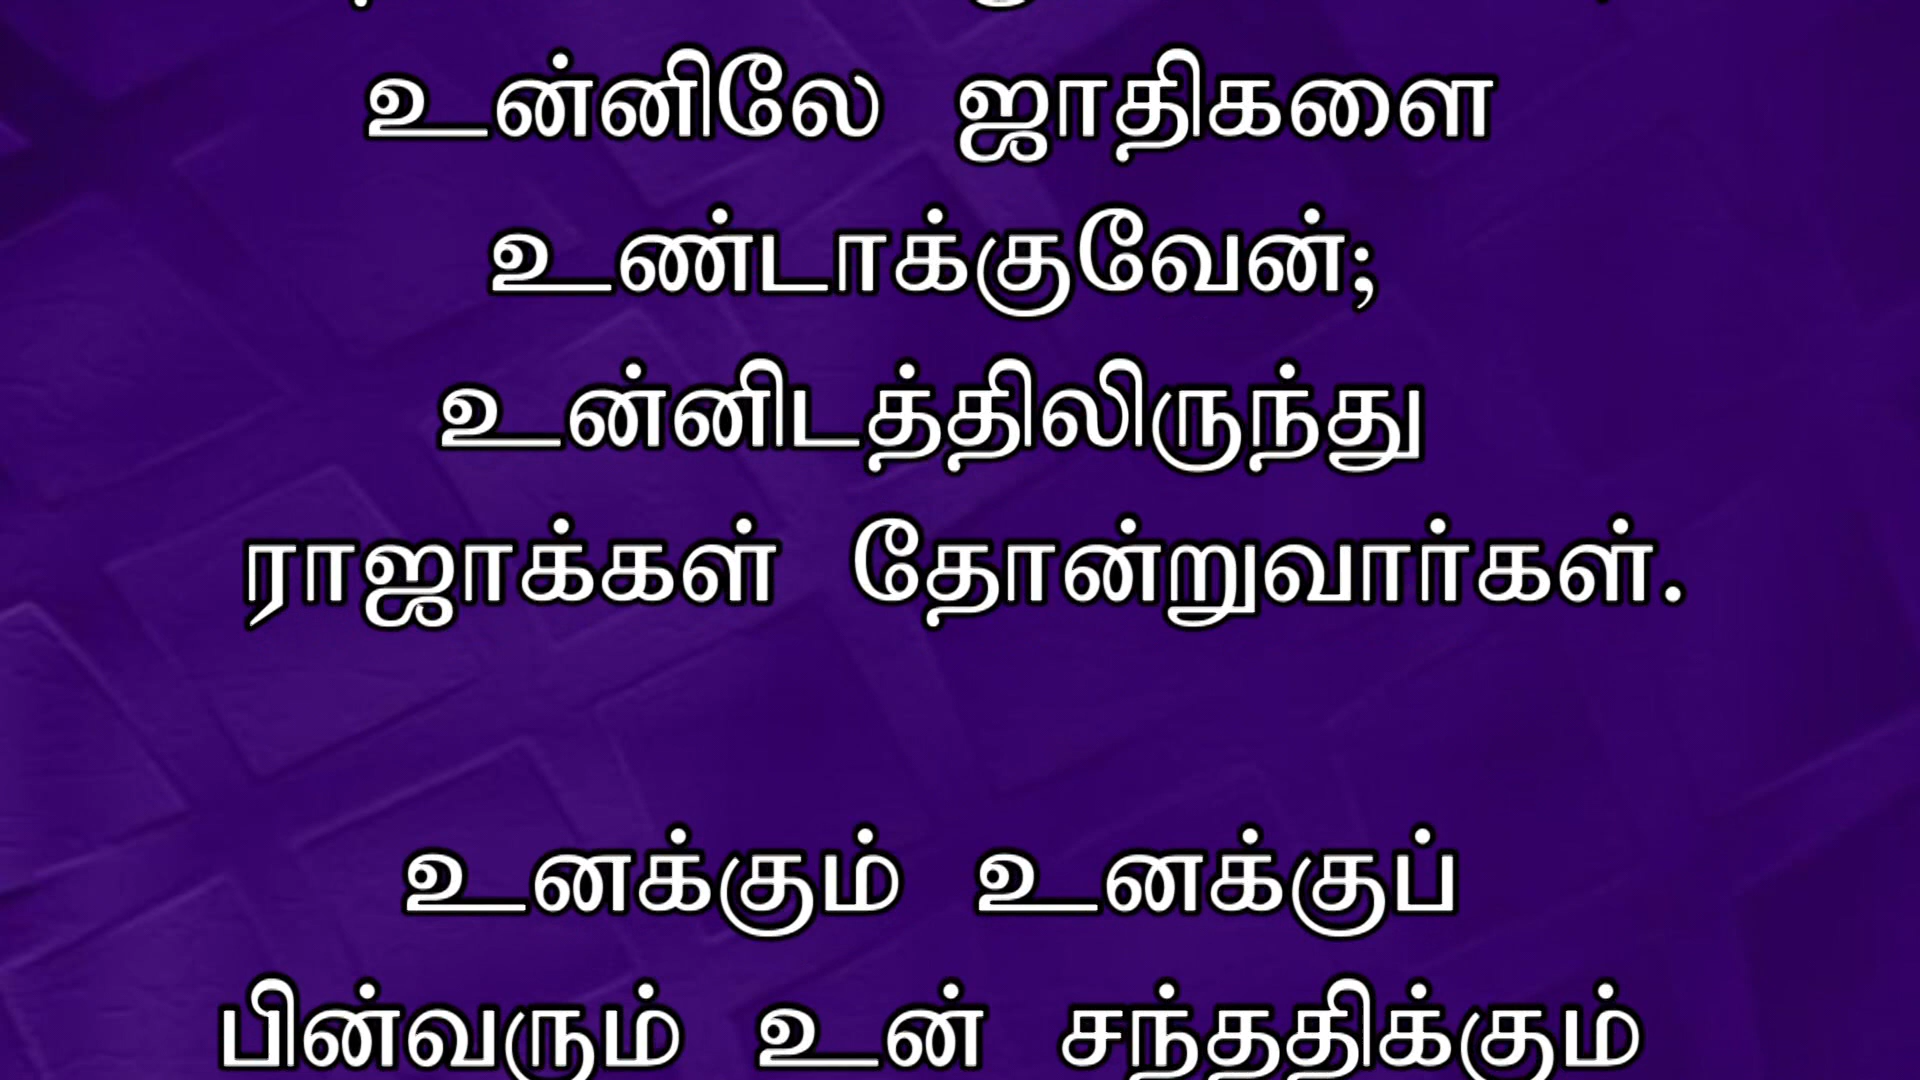 உன்னிலே ஜாதிகளை
உண்டாக்குவேன்;
உன்னிடத்திலிருந்து
ராஜாக்கள் தோன்றுவார்கள்.
உனக்கும் உனக்குப்
பின்வரும் உன் சந்ததிக்கும்